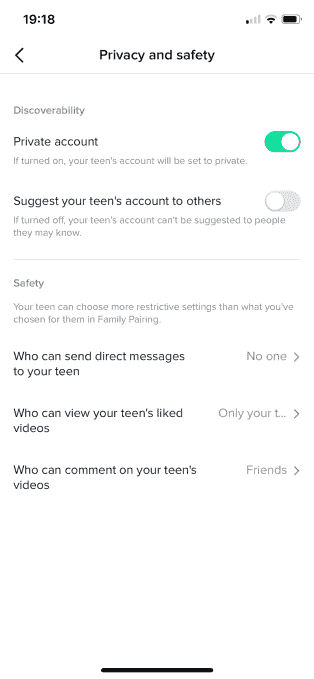 19:18
Privacy and safety
Discoverability
Private account
If turned on, your teen's account will be set to private.
Suggest your teen's account to others
If turned off, your teen's account can't be suggested to people
they may know.
Safety
Your teen can choose more restrictive settings than what you've
chosen for them in Family Pairing.
Who can send direct messages
to your teen
No one
Who can view your teen's liked
videos
Only your t...
Who can comment on your teen's
videos
Friends